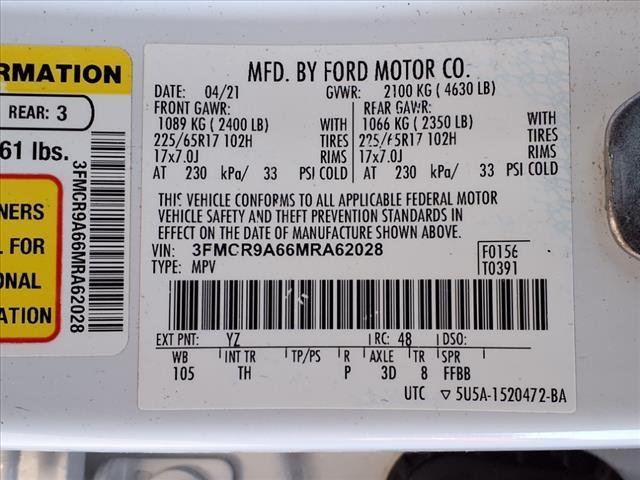 ORMATION
REAR: 3
61 lbs.
3FMCR9A66MRA62028
NERS
L FOR
ONAL
ATION
MFD. BY FORD MOTOR CO.
DATE: 04/21 GVWR: 2100 KG ( 4630 LB)
FRONT GAWR: REAR GAWR:
1089 KG ( 2400 LB) WITH 1066 KG ( 2350 LB) WITH
225/65R17 102H TIRES 225/65R17 102H TIRES
17x7.0J RIMS 17x7.0J RIMS
AT 230 kPa/ 33 PSI COLD AT 230 kPa/ 33 PSI COLD
THIS VEHICLE CONFORMS TO ALL APPLICABLE FEDERAL MOTOR
VEHICLE SAFETY AND THEFT PREVENTION STANDARDS IN
EFFECT ON THE DATE OF MANUFACTURE SHOWN ABOVE.
VIN: 3FMCR9A66MRA62028 F0156
TYPE: MPV T0391
EXT PNT: YZ RC: 48 DSO:
WB INT TR TP/PS R AXLE TR SPR
105 TH P 3D 8 FFBB
UTC ▽ 5U5A-1520472-BA